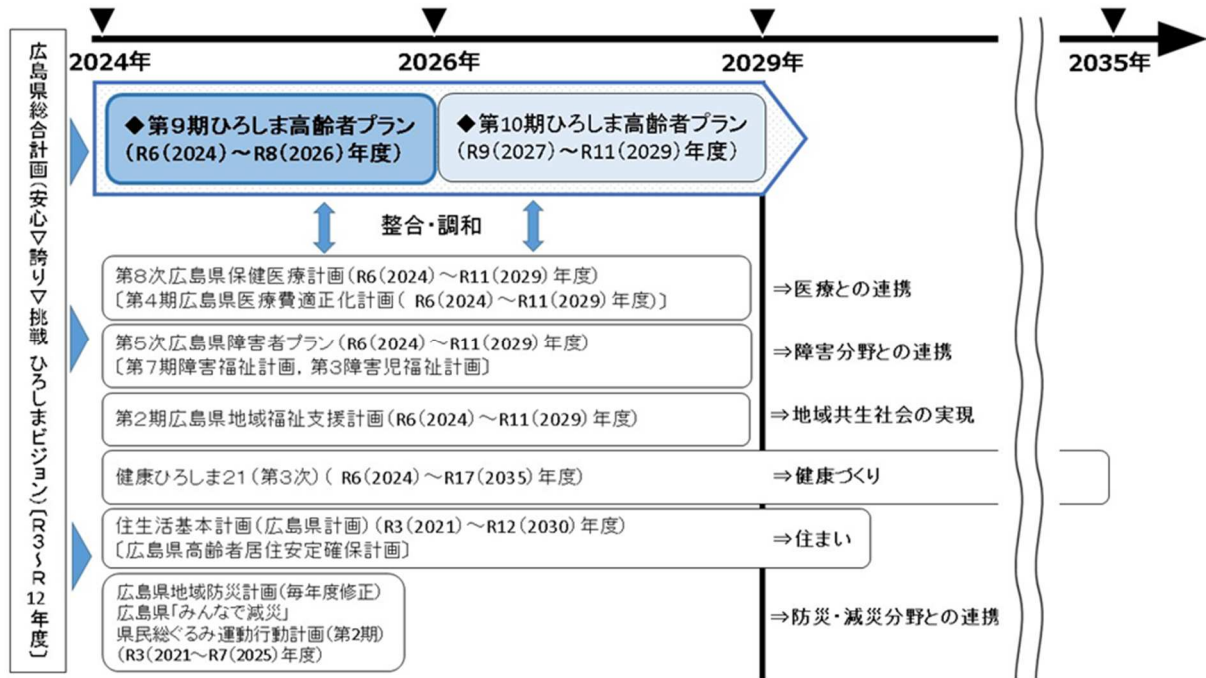 広島県総合計画(安心▷誇り▷挑戦 ひろしまビジョン)〔R3～R12年度〕
2024年
2026年
2029年
2035年
◆第９期ひろしま高齢者プラン
(R6(2024)～R8(2026)年度)
◆第10期ひろしま高齢者プラン
(R9(2027)～R11(2029)年度)
整合・調和
第8次広島県保健医療計画(R6(2024)～R11(2029)年度)
〔第4期広島県医療費適正化計画( R6(2024)～R11(2029)年度)〕
⇒医療との連携
第5次広島県障害者プラン(R6(2024)～R11(2029)年度)
[第7期障害福祉計画，第3障害児福祉計画]
⇒障害分野との連携
第2期広島県地域福祉支援計画(R6(2024)～R11(2029)年度)
⇒地域共生社会の実現
健康ひろしま２１(第３次)( R6(2024)～R17(2035)年度)
⇒健康づくり
住生活基本計画(広島県計画)(R3(2021)～R12(2030)年度)
〔広島県高齢者居住安定確保計画〕
⇒住まい
広島県地域防災計画(毎年度修正)
広島県「みんなで減災」
県民総ぐるみ運動行動計画(第2期)
(R3(2021～R7(2025)年度)
⇒防災・減災分野との連携